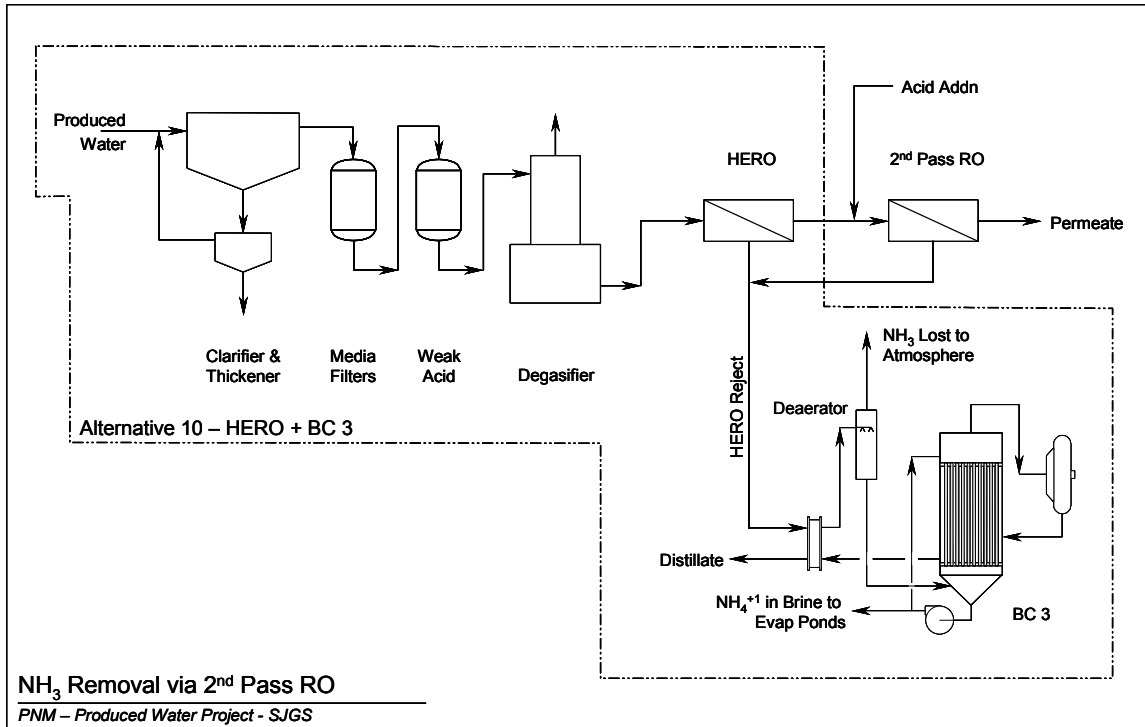 Acid Addn
Produced
Water
HERO
2nd Pass RO
Permeate
Clarifier &
Thickener
Media
Filters
Weak
Acid
Degasifier
HERO Reject
NH3 Lost to
Atmosphere
Deaerator
Alternative 10 – HERO + BC 3
Distillate
NH4+1 in Brine to
Evap Ponds
BC 3
NH3 Removal via 2nd Pass RO
PNM – Produced Water Project - SJGS